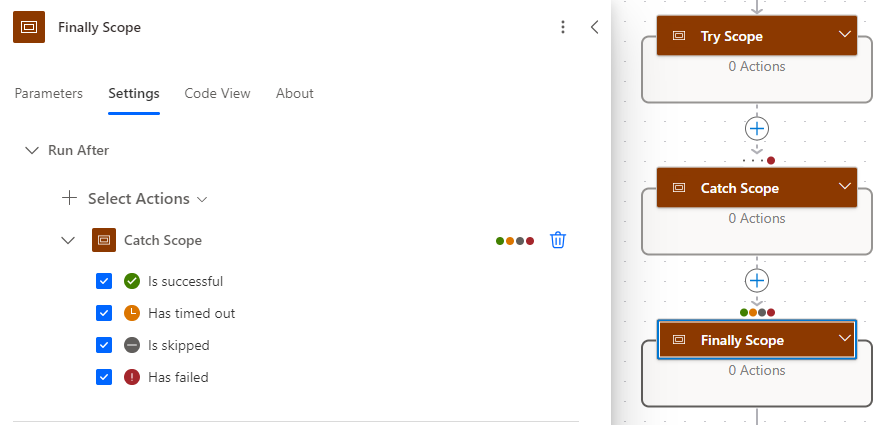 Finally Scope
Parameters
Settings
Code View
About
Run After
Select Actions
Catch Scope
Is successful
Has timed out
Is skipped
Has failed
Try Scope
0 Actions
Catch Scope
0 Actions
Finally Scope
0 Actions